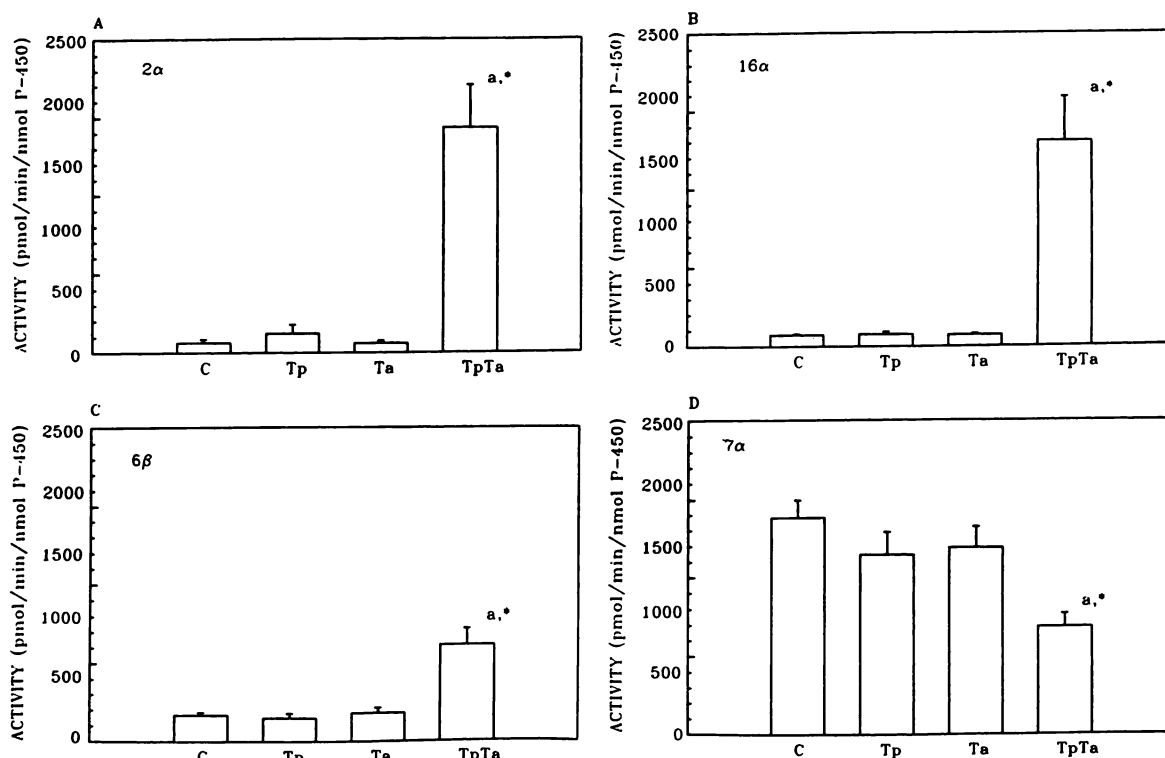 A
ACTIVITY (pmol/min/nmol P-450)
2500
2000
1500
1000
500
0
2α
a,*
C Tp Ta TpTa
B
ACTIVITY (pmol/min/nmol P-450)
2500
2000
1500
1000
500
0
16α
a,*
C Tp Ta TpTa
C
ACTIVITY (pmol/min/nmol P-450)
2500
2000
1500
1000
500
0
6β
a,*
C Tp Ta TpTa
D
ACTIVITY (pmol/min/nmol P-450)
2500
2000
1500
1000
500
0
7α
a,*
C Tp Ta TpTa